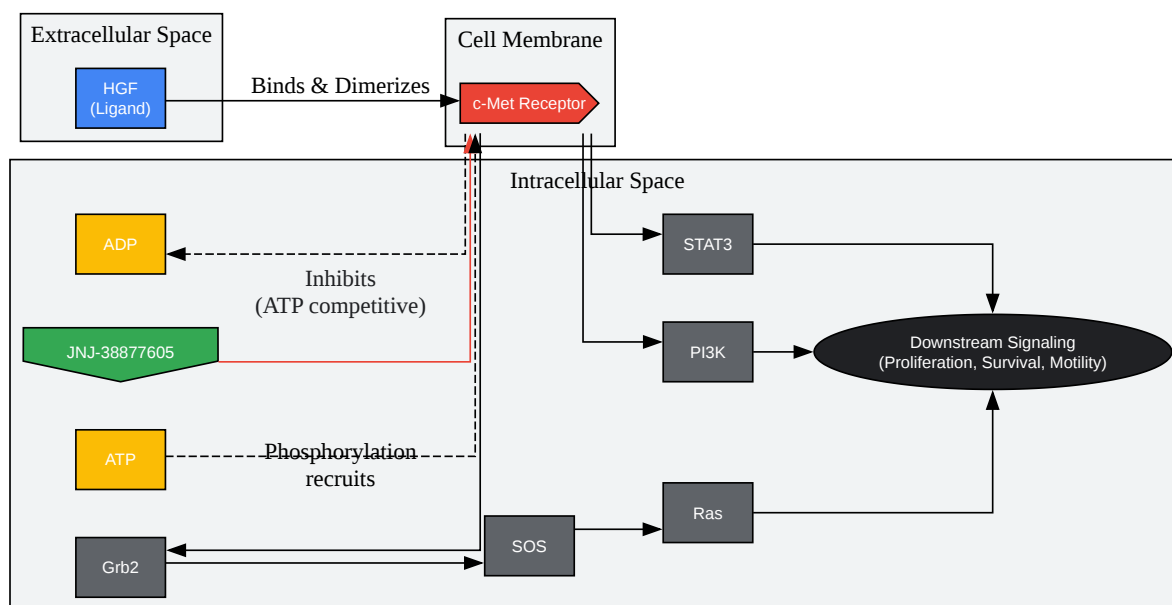 Extracellular Space
HGF
(Ligand)
Binds & Dimerizes
Cell Membrane
c-Met Receptor
Intracellular Space
ADP
Inhibits
(ATP competitive)
JNJ-38877605
ATP
Phosphorylation
recruits
Grb2
SOS
STAT3
PI3K
Ras
Downstream Signaling
(Proliferation, Survival, Motility)